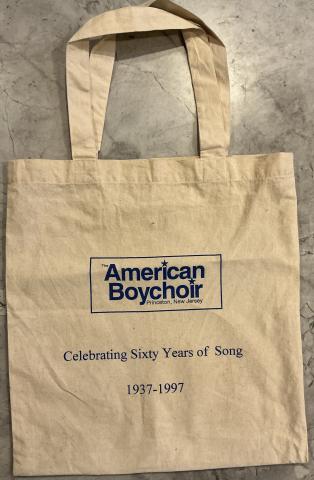 The American
Boychoir
Princeton, New Jersey
Celebrating Sixty Years of Song
1937-1997